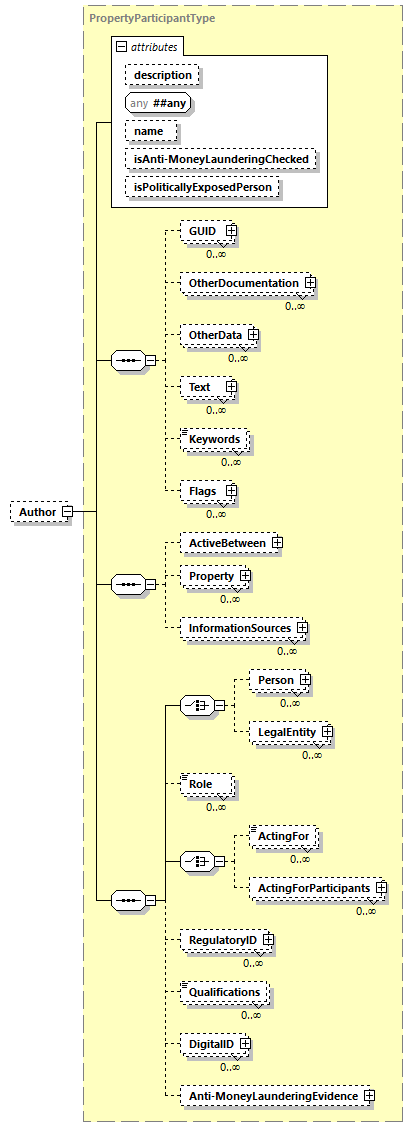 PropertyParticipantType
attributes
description
any ##any
name
isAnti-MoneyLaunderingChecked
isPoliticallyExposedPerson
GUID
0..∞
OtherDocumentation
0..∞
OtherData
0..∞
Text
0..∞
Keywords
0..∞
Flags
0..∞
Author
ActiveBetween
Property
0..∞
InformationSources
0..∞
Person
0..∞
LegalEntity
0..∞
Role
0..∞
ActingFor
0..∞
ActingForParticipants
0..∞
RegulatoryID
0..∞
Qualifications
0..∞
DigitalID
0..∞
Anti-MoneyLaunderingEvidence